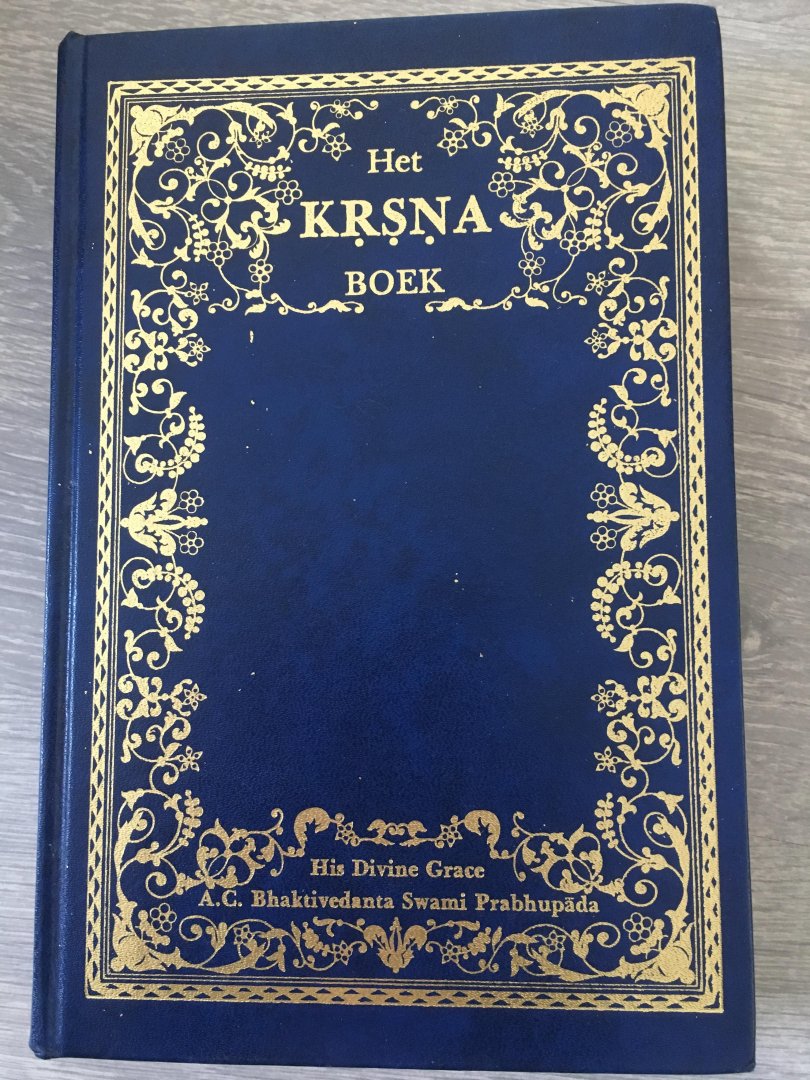 Het
KṚṢṆA
BOEK
His Divine Grace
A.C. Bhaktivedanta Swami Prabhupāda